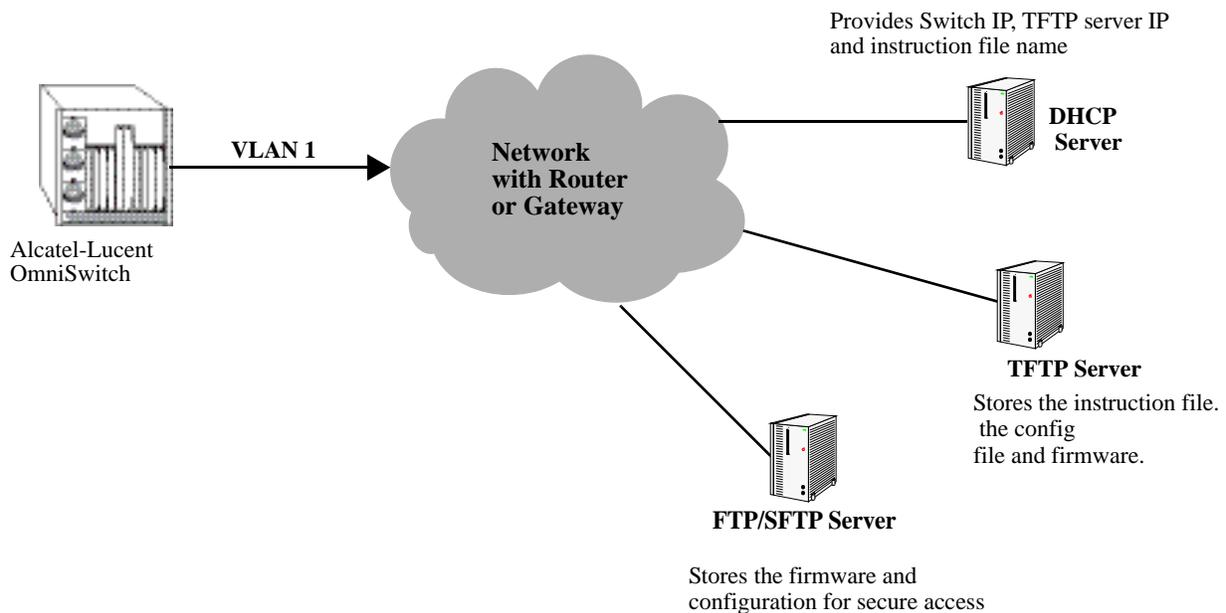 Provides Switch IP, TFTP server IP
and instruction file name
DHCP
Server
VLAN 1
Network
with Router
or Gateway
Alcatel-Lucent
OmniSwitch
TFTP Server
Stores the instruction file.
the config
file and firmware.
FTP/SFTP Server
Stores the firmware and
configuration for secure access